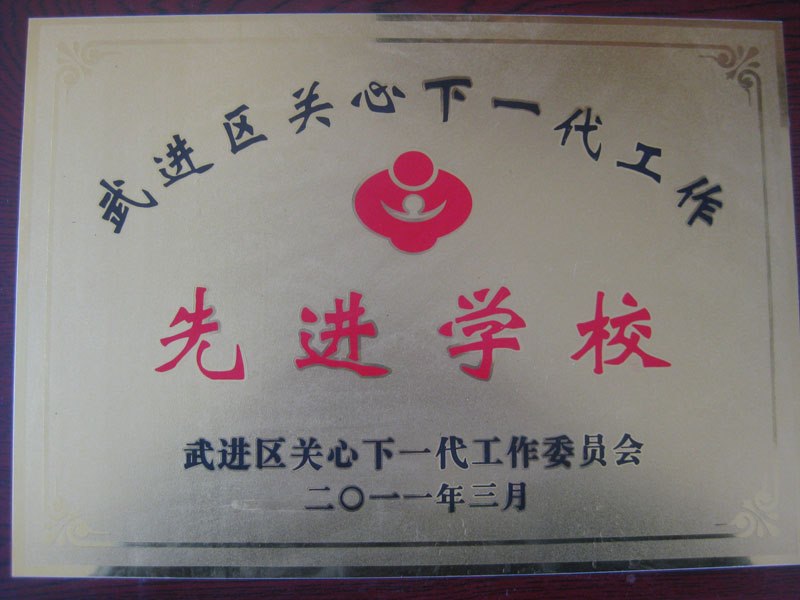 武进区关心下一代工作
先进学校
武进区关心下一代工作委员会
二〇一一年三月